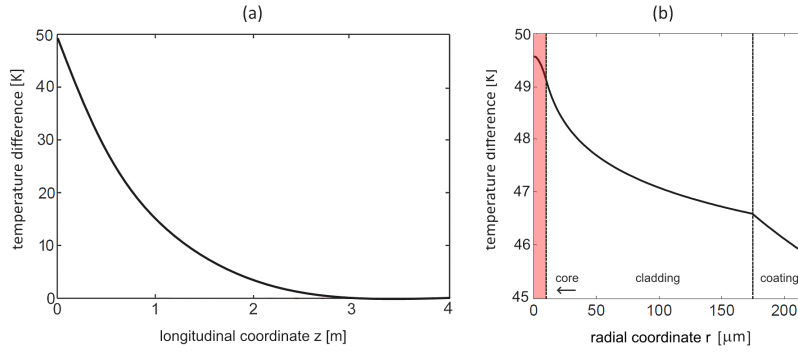 (a)
temperature difference [K]
50
40
30
20
10
0
0 1 2 3 4
longitudinal coordinate z [m]
(b)
temperature difference [K]
50
49
48
47
46
45
core cladding coating
0 50 100 150 200
radial coordinate r [μm]